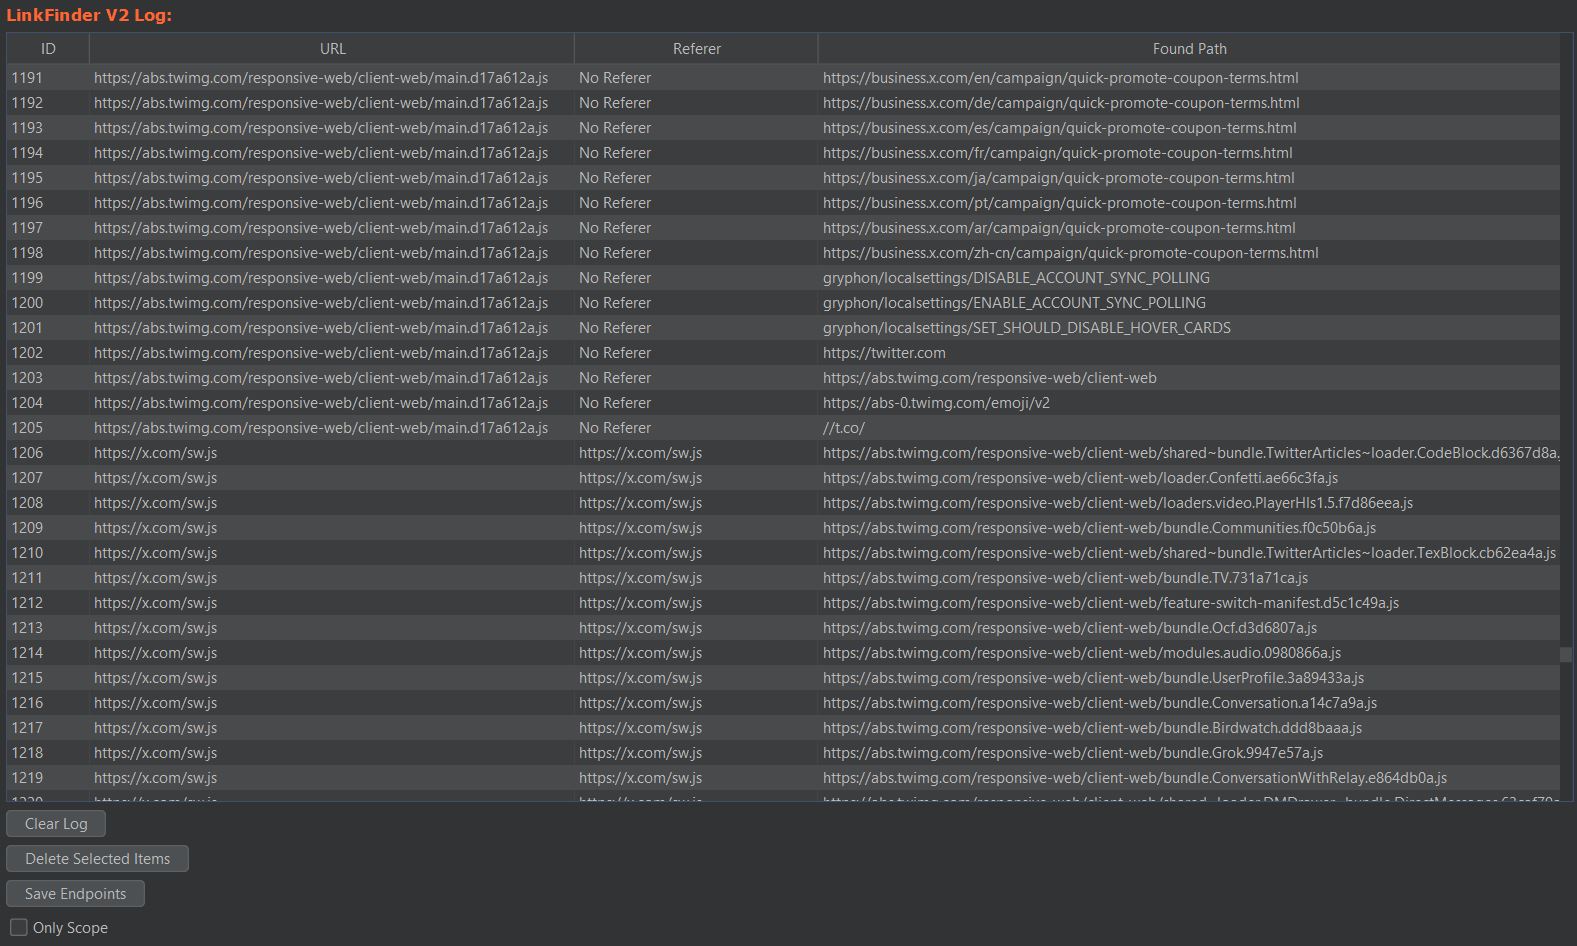 LinkFinder V2 Log:
ID URL Referer Found Path
1191 https://abs.twimg.com/responsive-web/client-web/main.d17a612a.js No Referer https://business.x.com/en/campaign/quick-promote-coupon-terms.html
1192 https://abs.twimg.com/responsive-web/client-web/main.d17a612a.js No Referer https://business.x.com/de/campaign/quick-promote-coupon-terms.html
1193 https://abs.twimg.com/responsive-web/client-web/main.d17a612a.js No Referer https://business.x.com/es/campaign/quick-promote-coupon-terms.html
1194 https://abs.twimg.com/responsive-web/client-web/main.d17a612a.js No Referer https://business.x.com/fr/campaign/quick-promote-coupon-terms.html
1195 https://abs.twimg.com/responsive-web/client-web/main.d17a612a.js No Referer https://business.x.com/ja/campaign/quick-promote-coupon-terms.html
1196 https://abs.twimg.com/responsive-web/client-web/main.d17a612a.js No Referer https://business.x.com/pt/campaign/quick-promote-coupon-terms.html
1197 https://abs.twimg.com/responsive-web/client-web/main.d17a612a.js No Referer https://business.x.com/ar/campaign/quick-promote-coupon-terms.html
1198 https://abs.twimg.com/responsive-web/client-web/main.d17a612a.js No Referer https://business.x.com/zh-cn/campaign/quick-promote-coupon-terms.html
1199 https://abs.twimg.com/responsive-web/client-web/main.d17a612a.js No Referer gryphon/localsettings/DISABLE_ACCOUNT_SYNC_POLLING
1200 https://abs.twimg.com/responsive-web/client-web/main.d17a612a.js No Referer gryphon/localsettings/ENABLE_ACCOUNT_SYNC_POLLING
1201 https://abs.twimg.com/responsive-web/client-web/main.d17a612a.js No Referer gryphon/localsettings/SET_SHOULD_DISABLE_HOVER_CARDS
1202 https://abs.twimg.com/responsive-web/client-web/main.d17a612a.js No Referer https://twitter.com
1203 https://abs.twimg.com/responsive-web/client-web/main.d17a612a.js No Referer https://abs.twimg.com/responsive-web/client-web
1204 https://abs.twimg.com/responsive-web/client-web/main.d17a612a.js No Referer https://abs-0.twimg.com/emoji/v2
1205 https://abs.twimg.com/responsive-web/client-web/main.d17a612a.js No Referer //t.co/
1206 https://x.com/sw.js https://x.com/sw.js https://abs.twimg.com/responsive-web/client-web/shared~bundle.TwitterArticles~loader.CodeBlock.d6367d8a.
1207 https://x.com/sw.js https://x.com/sw.js https://abs.twimg.com/responsive-web/client-web/loader.Confetti.ae66c3fa.js
1208 https://x.com/sw.js https://x.com/sw.js https://abs.twimg.com/responsive-web/client-web/loaders.video.PlayerHls1.5.f7d86eea.js
1209 https://x.com/sw.js https://x.com/sw.js https://abs.twimg.com/responsive-web/client-web/bundle.Communities.f0c50b6a.js
1210 https://x.com/sw.js https://x.com/sw.js https://abs.twimg.com/responsive-web/client-web/shared~bundle.TwitterArticles~loader.TexBlock.cb62ea4a.js
1211 https://x.com/sw.js https://x.com/sw.js https://abs.twimg.com/responsive-web/client-web/bundle.TV.731a71ca.js
1212 https://x.com/sw.js https://x.com/sw.js https://abs.twimg.com/responsive-web/client-web/feature-switch-manifest.d5c1c49a.js
1213 https://x.com/sw.js https://x.com/sw.js https://abs.twimg.com/responsive-web/client-web/bundle.Ocf.d3d6807a.js
1214 https://x.com/sw.js https://x.com/sw.js https://abs.twimg.com/responsive-web/client-web/modules.audio.0980866a.js
1215 https://x.com/sw.js https://x.com/sw.js https://abs.twimg.com/responsive-web/client-web/bundle.UserProfile.3a89433a.js
1216 https://x.com/sw.js https://x.com/sw.js https://abs.twimg.com/responsive-web/client-web/bundle.Conversation.a14c7a9a.js
1217 https://x.com/sw.js https://x.com/sw.js https://abs.twimg.com/responsive-web/client-web/bundle.Birdwatch.ddd8baaa.js
1218 https://x.com/sw.js https://x.com/sw.js https://abs.twimg.com/responsive-web/client-web/bundle.Grok.9947e57a.js
1219 https://x.com/sw.js https://x.com/sw.js https://abs.twimg.com/responsive-web/client-web/bundle.ConversationWithRelay.e864db0a.js
Clear Log
Delete Selected Items
Save Endpoints
Only Scope